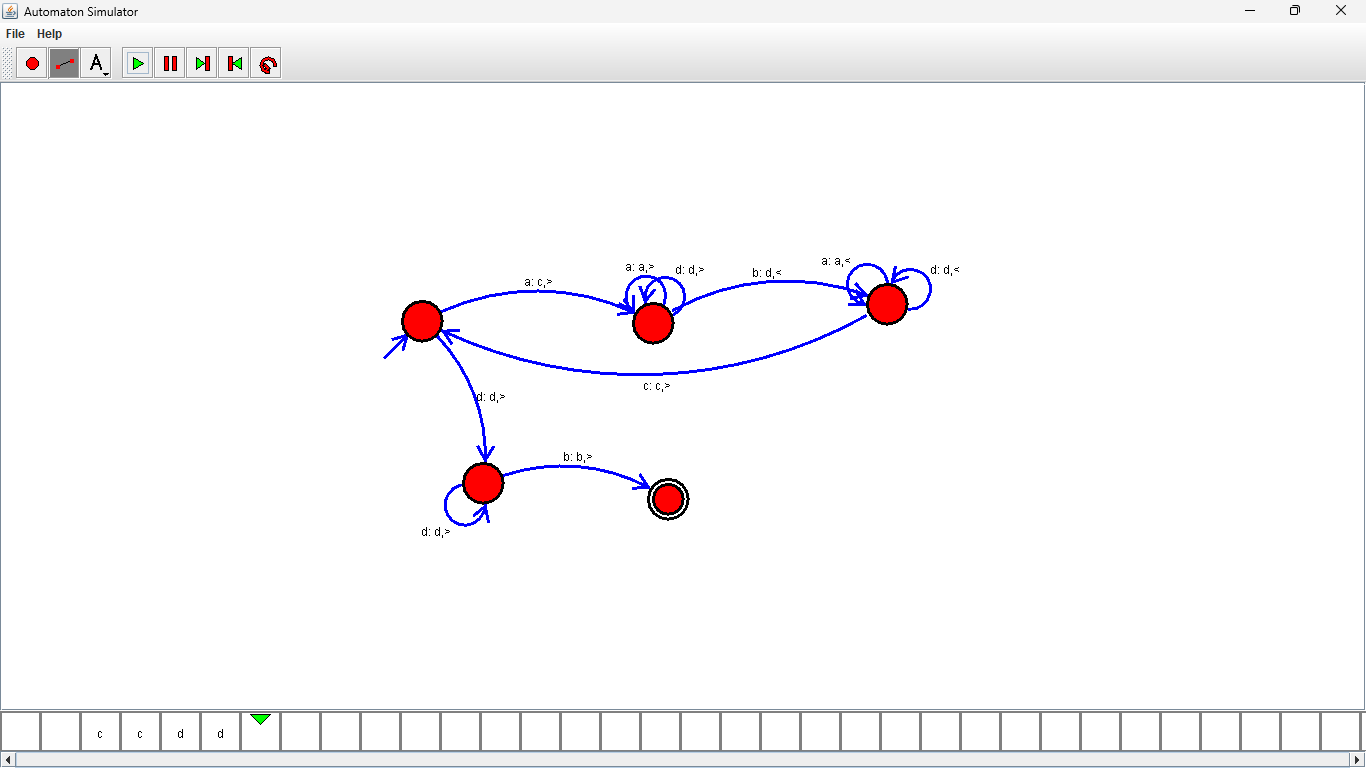 Automaton Simulator
File Help
A
a: c,>
a: a,>
d: d,>
b: d,<
a: a,<
d: d,<
c: c,>
d: d,>
b: b,>
d: d,>
c c d d